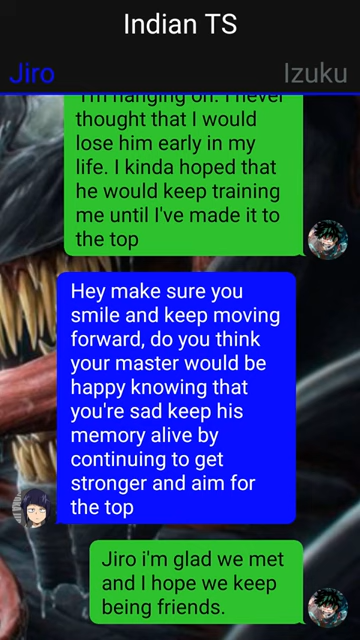 Indian TS
Jiro
Izuku
I'm hanging on. I never
thought that I would
lose him early in my
life. I kinda hoped that
he would keep training
me until I've made it to
the top
Hey make sure you
smile and keep moving
forward, do you think
your master would be
happy knowing that
you're sad keep his
memory alive by
continuing to get
stronger and aim for
the top
Jiro i'm glad we met
and I hope we keep
being friends.